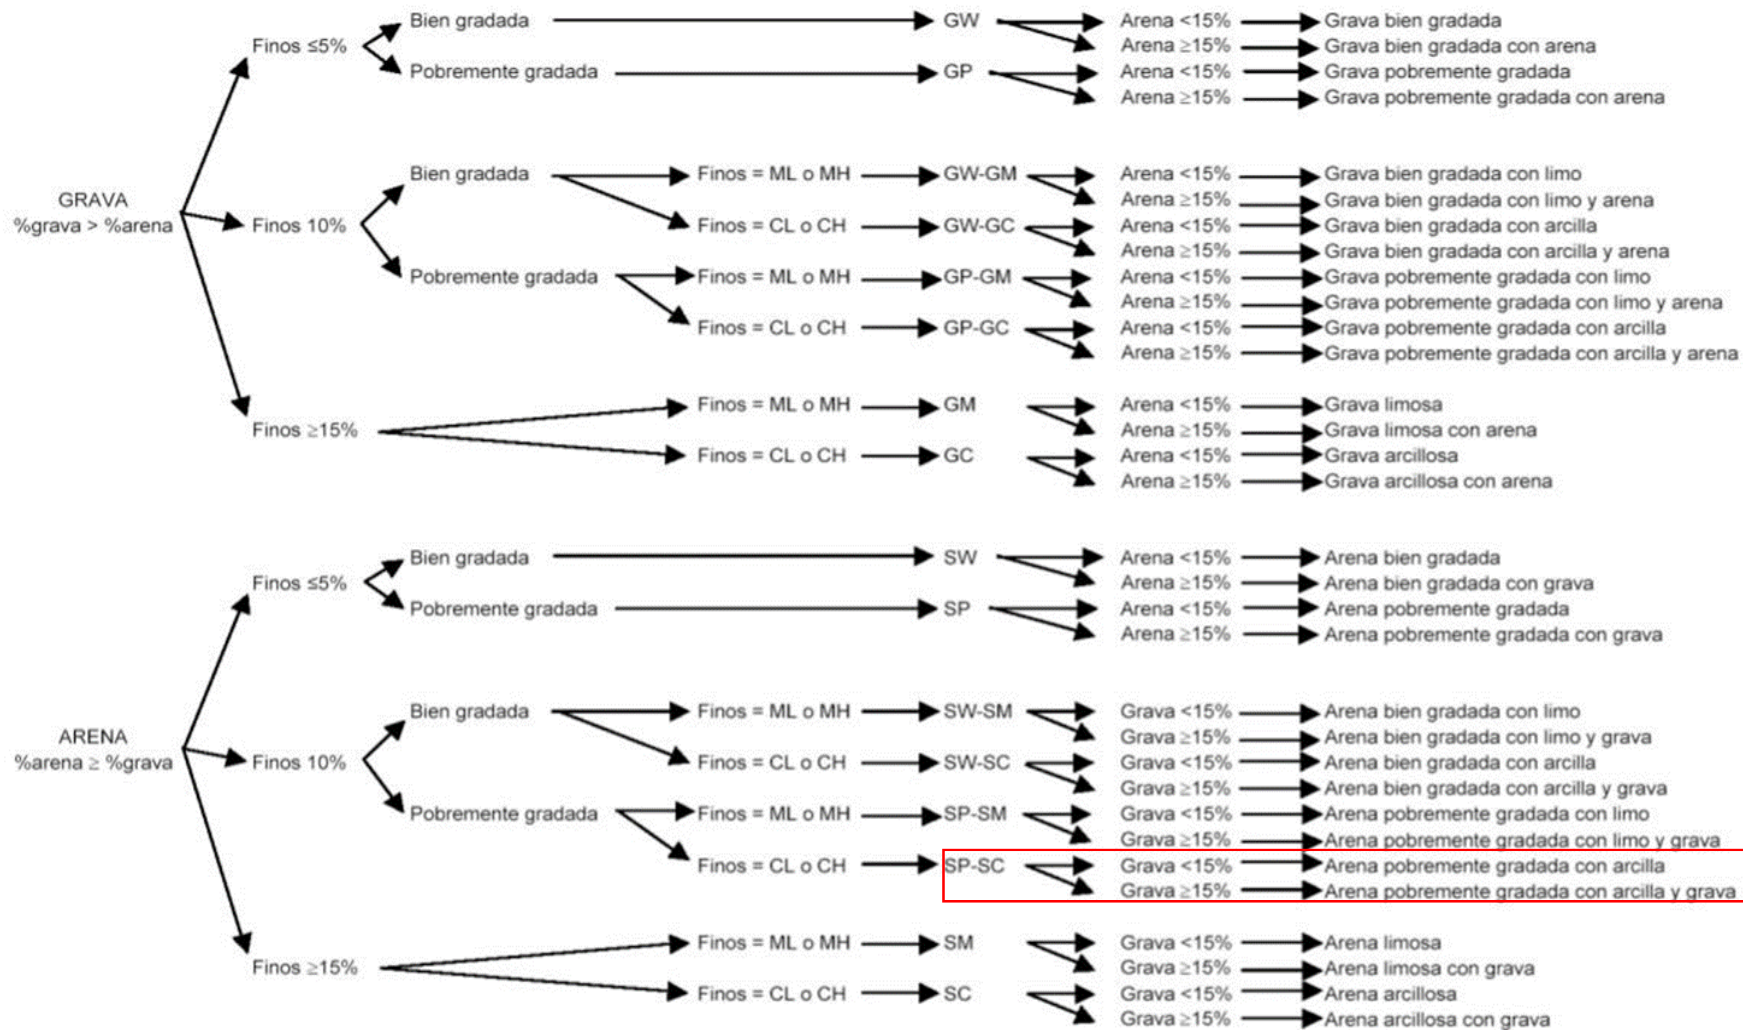 Bien gradada GW Arena <15% Grava bien gradada
Finos ≤5% Arena ≥15% Grava bien gradada con arena
Pobremente gradada GP Arena <15% Grava pobremente gradada
Arena ≥15% Grava pobremente gradada con arena
Bien gradada Finos = ML o MH GW-GM Arena <15% Grava bien gradada con limo
GRAVA Arena ≥15% Grava bien gradada con limo y arena
%grava > %arena Finos 10% Finos = CL o CH GW-GC Arena <15% Grava bien gradada con arcilla
Arena ≥15% Grava bien gradada con arcilla y arena
Pobremente gradada Finos = ML o MH GP-GM Arena <15% Grava pobremente gradada con limo
Arena ≥15% Grava pobremente gradada con limo y arena
Finos = CL o CH GP-GC Arena <15% Grava pobremente gradada con arcilla
Arena ≥15% Grava pobremente gradada con arcilla y arena
Finos = ML o MH GM Arena <15% Grava limosa
Finos ≥15% Arena ≥15% Grava limosa con arena
Finos = CL o CH GC Arena <15% Grava arcillosa
Arena ≥15% Grava arcillosa con arena
Bien gradada SW Arena <15% Arena bien gradada
Finos ≤5% Arena ≥15% Arena bien gradada con grava
Pobremente gradada SP Arena <15% Arena pobremente gradada
Arena ≥15% Arena pobremente gradada con grava
Bien gradada Finos = ML o MH SW-SM Grava <15% Arena bien gradada con limo
ARENA Grava ≥15% Arena bien gradada con limo y grava
%arena ≥ %grava Finos 10% Finos = CL o CH SW-SC Grava <15% Arena bien gradada con arcilla
Grava ≥15% Arena bien gradada con arcilla y grava
Pobremente gradada Finos = ML o MH SP-SM Grava <15% Arena pobremente gradada con limo
Grava ≥15% Arena pobremente gradada con limo y grava
Finos = CL o CH SP-SC Grava <15% Arena pobremente gradada con arcilla
Grava ≥15% Arena pobremente gradada con arcilla y grava
Finos = ML o MH SM Grava <15% Arena limosa
Finos ≥15% Grava ≥15% Arena limosa con grava
Finos = CL o CH SC Grava <15% Arena arcillosa
Grava ≥15% Arena arcillosa con grava